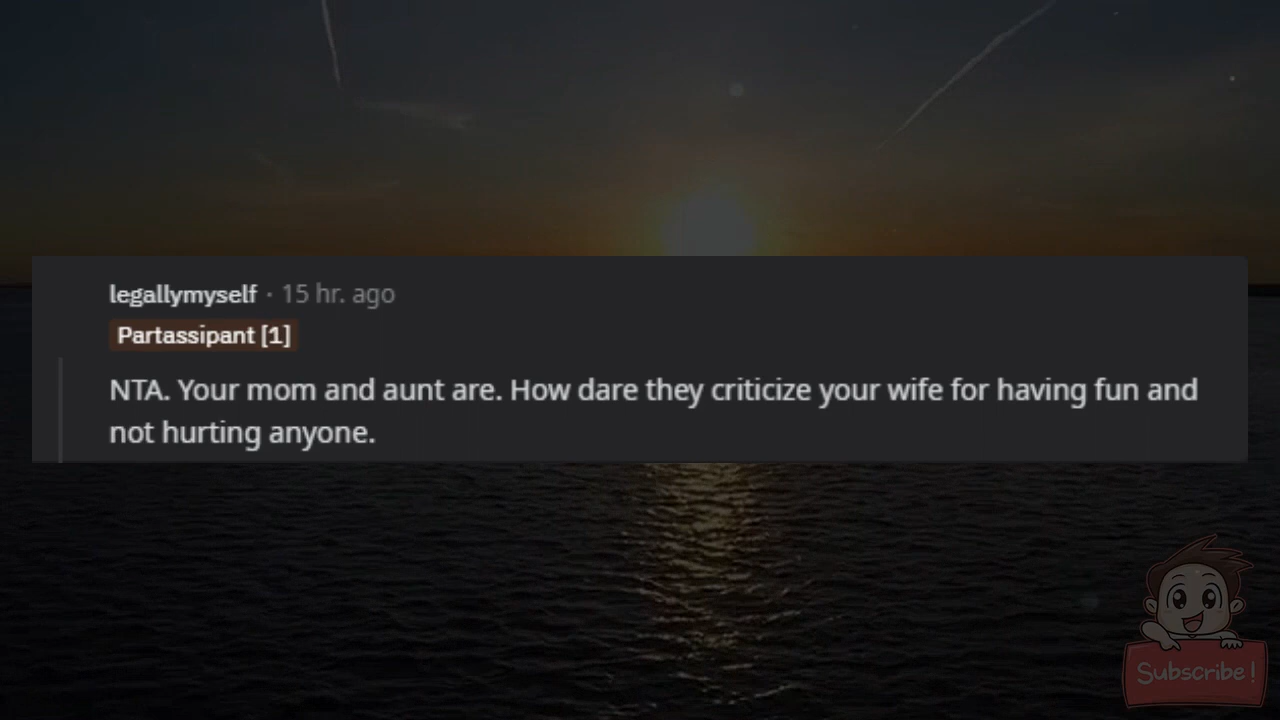 legallymyself · 15 hr. ago
Partassipant [1]
NTA. Your mom and aunt are. How dare they criticize your wife for having fun and
not hurting anyone.
Subscribe!